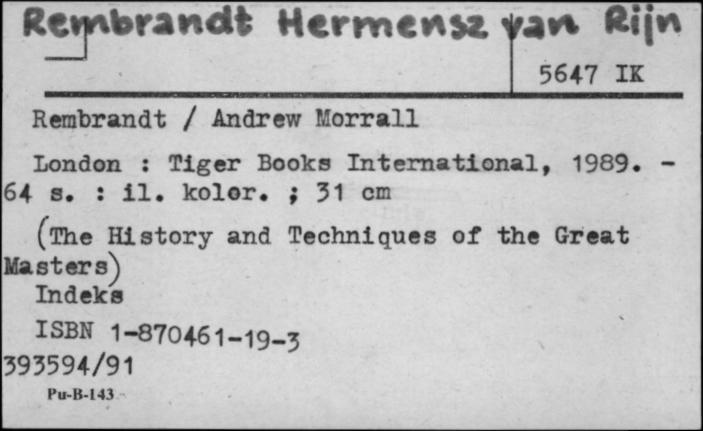 Rembrandt Hermensz van Rijn
5647 IK
Rembrandt / Andrew Morrall
London : Tiger Books International, 1989. -
64 s. : il. kolor. ; 31 cm
(The History and Techniques of the Great
Masters)
Indeks
ISBN 1-870461-19-3
393594/91
Pu-B-143